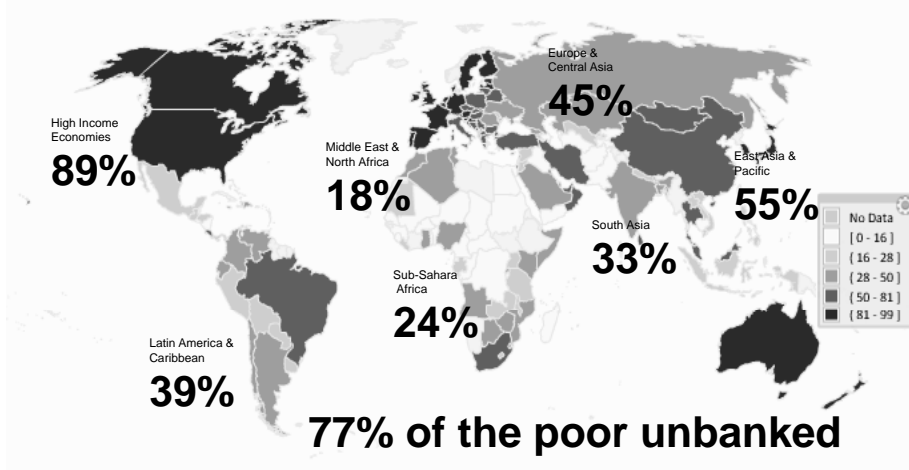 Europe &
Central Asia
45%
High Income
Economies
89%
Middle East &
North Africa
18%
East Asia &
Pacific
55%
South Asia
33%
No Data
[ 0 - 16 ]
( 16 - 28 ]
( 28 - 50 ]
( 50 - 81 ]
( 81 - 99 ]
Sub-Sahara
Africa
24%
Latin America &
Caribbean
39%
77% of the poor unbanked